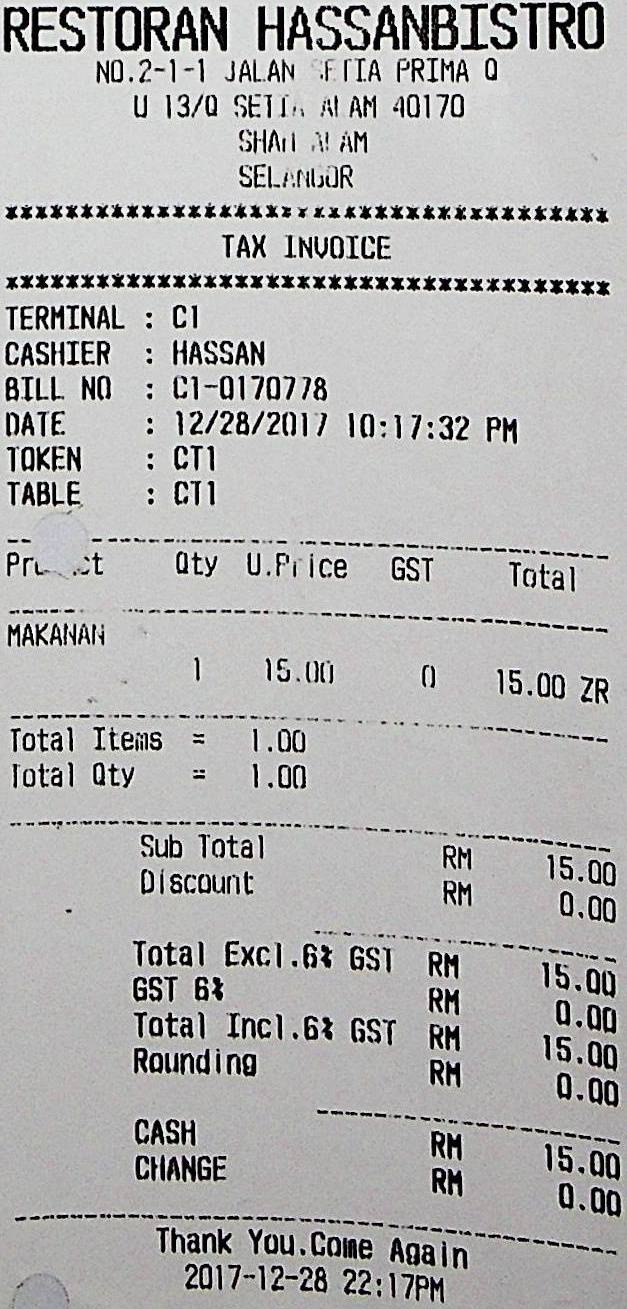 RESTORAN HASSANBISTRO
NO.2-1-1 JALAN SETIA PRIMA Q
U 13/Q SETIA ALAM 40170
SHAH ALAM
SELANGOR
****************************************
TAX INVOICE
****************************************
TERMINAL : C1
CASHIER : HASSAN
BILL NO : C1-0170778
DATE : 12/28/2017 10:17:32 PM
TOKEN : CT1
TABLE : CT1
Qty U.Price GST Total
MAKANAN
1 15.00 0 15.00 ZR
Total Items = 1.00
Total Qty = 1.00
Sub Total RM 15.00
Discount RM 0.00
Total Excl.6% GST RM 15.00
GST 6% RM 0.00
Total Incl.6% GST RM 15.00
Rounding RM 0.00
CASH RM 15.00
CHANGE RM 0.00
Thank You.Come Again
2017-12-28 22:17PM